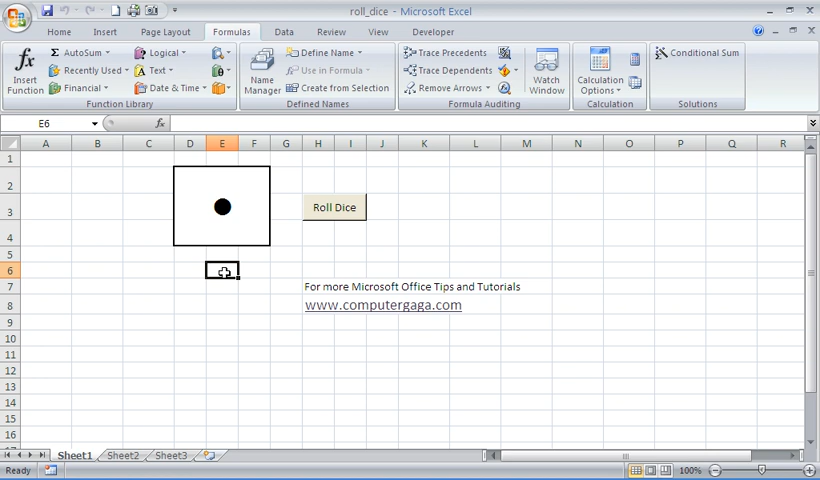 roll_dice - Microsoft Excel
Home Insert Page Layout Formulas Data Review View Developer
fx Σ AutoSum Logical Define Name Trace Precedents Conditional Sum
Insert Function Recently Used Text Name Manager Use in Formula Trace Dependents Watch Window Calculation Options
Financial Date & Time Create from Selection Remove Arrows
Function Library Defined Names Formula Auditing Calculation Solutions
E6 fx
A B C D E F G H I J K L M N O P Q R
1
2
3 Roll Dice
4
5
6
7 For more Microsoft Office Tips and Tutorials
8 www.computergaga.com
9
10
11
12
13
14
15
16
Sheet1 Sheet2 Sheet3
Ready 100%